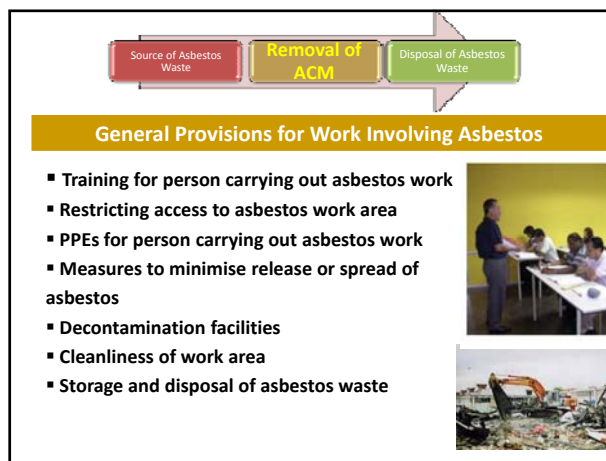 Source of Asbestos
Waste
Removal of
ACM
Disposal of Asbestos
Waste
General Provisions for Work Involving Asbestos
▪ Training for person carrying out asbestos work
▪ Restricting access to asbestos work area
▪ PPEs for person carrying out asbestos work
▪ Measures to minimise release or spread of
asbestos
▪ Decontamination facilities
▪ Cleanliness of work area
▪ Storage and disposal of asbestos waste